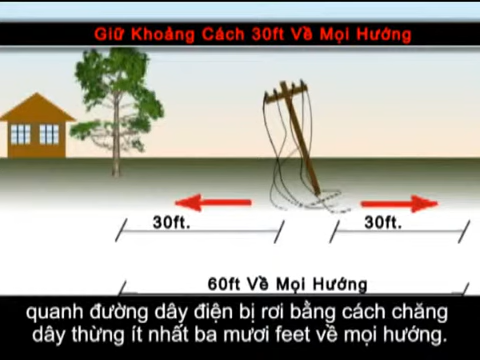 Giữ Khoảng Cách 30ft Về Mọi Hướng
30ft. 30ft.
60ft Về Mọi Hướng
quanh đường dây điện bị rơi bằng cách chăng
dây thừng ít nhất ba mươi feet về mọi hướng.